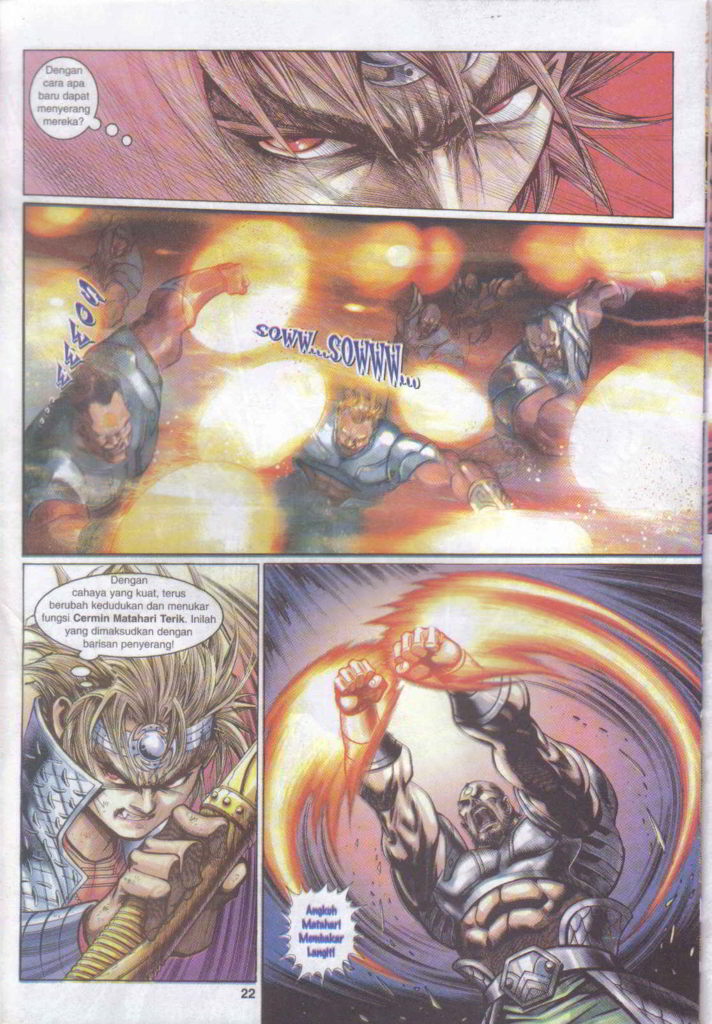 Dengan
cara apa
baru dapat
menyerang
mereka?
SOWW
SOWW...SOWWW...
Dengan
cahaya yang kuat, terus
berubah kedudukan dan menukar
fungsi Cermin Matahari Terik. Inilah
yang dimaksudkan dengan
barisan penyerang!
Angkuh
Matahari
Membakar
Langit!
22